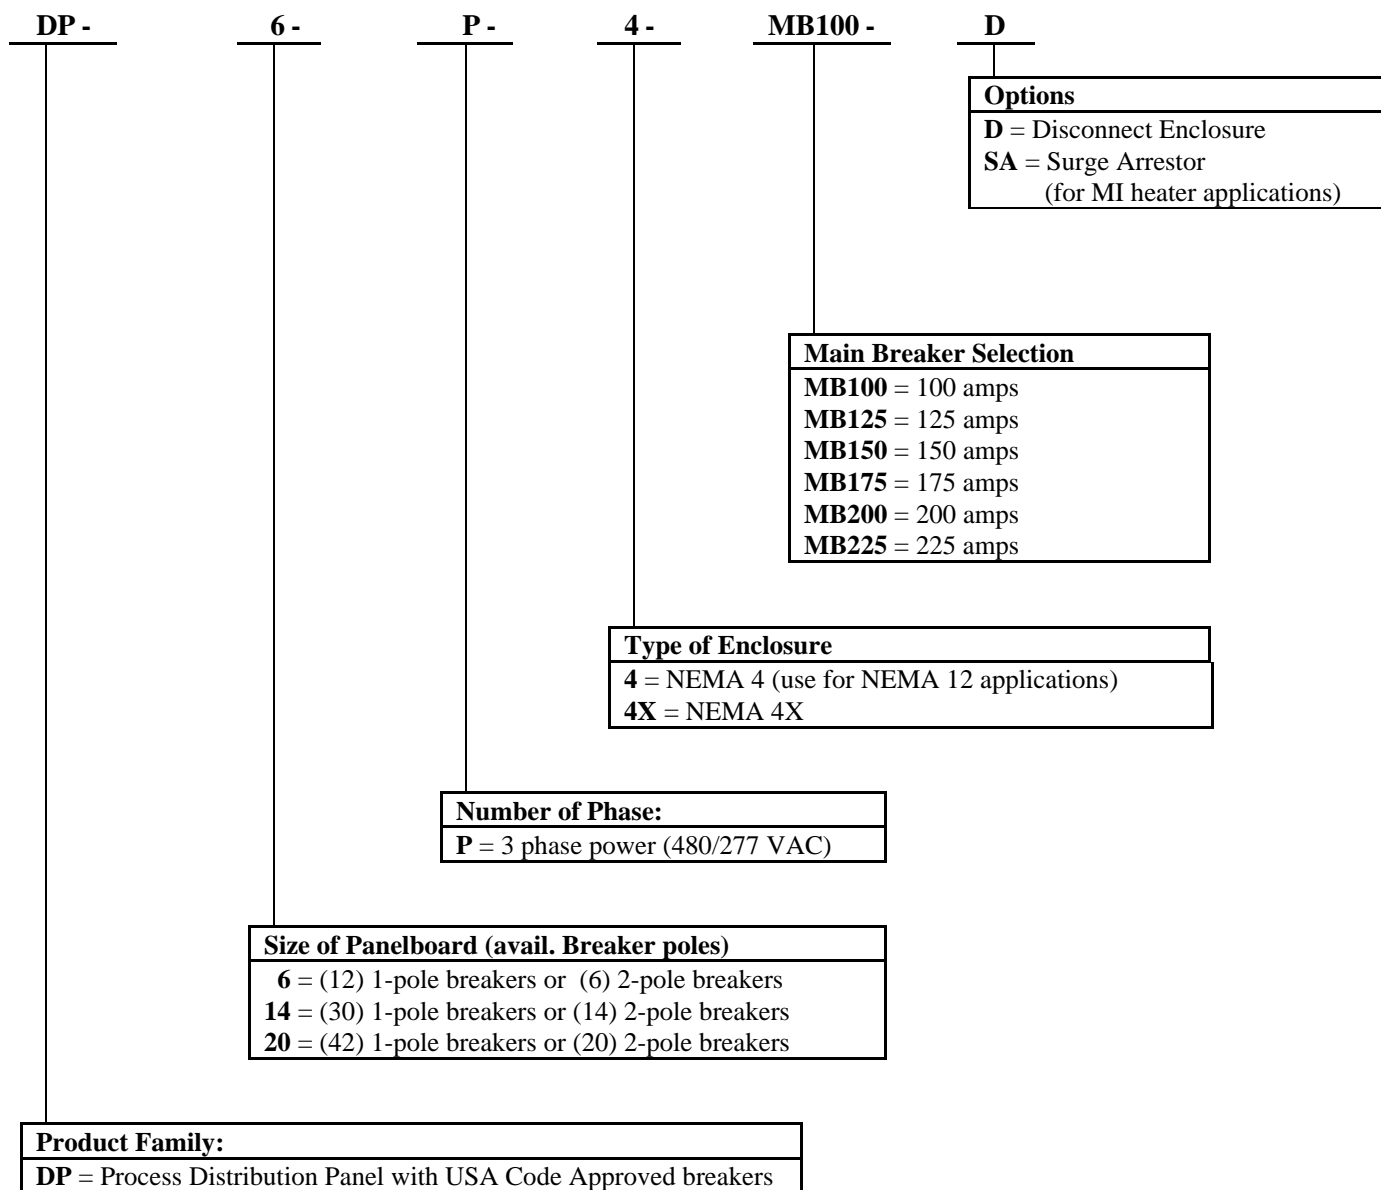 DP - 6 - P - 4 - MB100 - D
Options
D = Disconnect Enclosure
SA = Surge Arrestor
(for MI heater applications)
Main Breaker Selection
MB100 = 100 amps
MB125 = 125 amps
MB150 = 150 amps
MB175 = 175 amps
MB200 = 200 amps
MB225 = 225 amps
Type of Enclosure
4 = NEMA 4 (use for NEMA 12 applications)
4X = NEMA 4X
Number of Phase:
P = 3 phase power (480/277 VAC)
Size of Panelboard (avail. Breaker poles)
6 = (12) 1-pole breakers or (6) 2-pole breakers
14 = (30) 1-pole breakers or (14) 2-pole breakers
20 = (42) 1-pole breakers or (20) 2-pole breakers
Product Family:
DP = Process Distribution Panel with USA Code Approved breakers